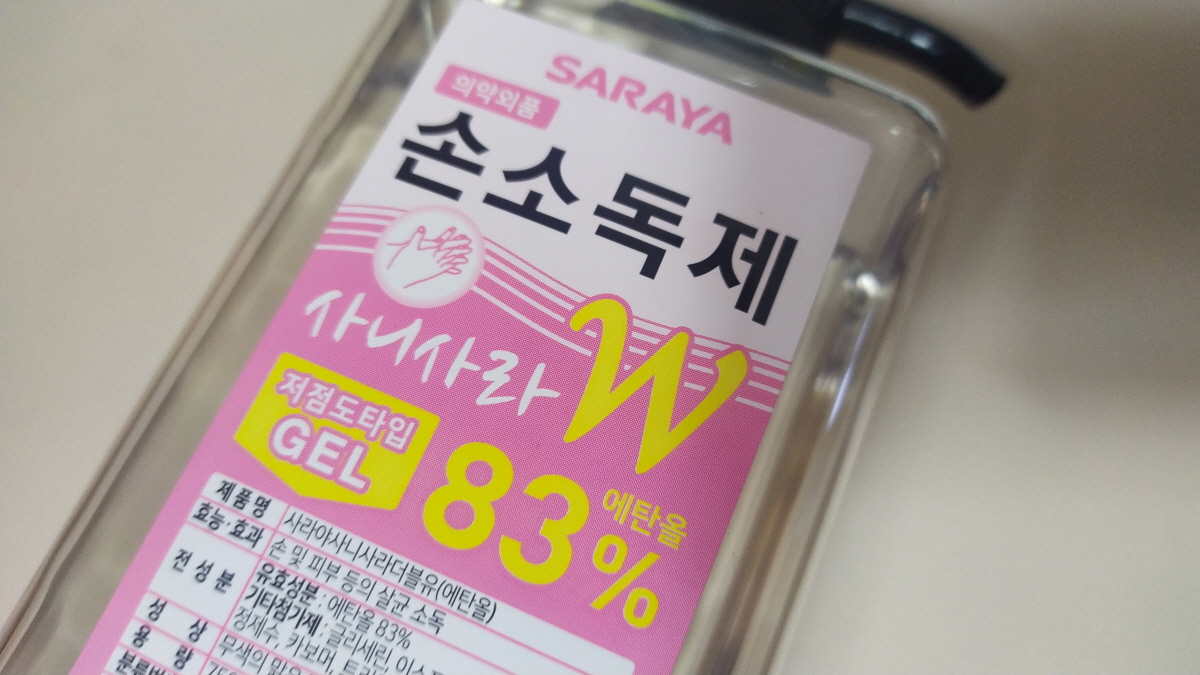 SARAYA
의약외품
손소독제
사니사라 W
저점도타입
GEL
83%
에탄올
제품명 사라야사니사라더블유(에탄올)
효능·효과 손 및 피부 등의 살균 소독
전성분 유효성분 : 에탄올 83%
기타첨가제 : 글리세린,
정제수, 카보머,
성 상 무색의 맑은
용 량